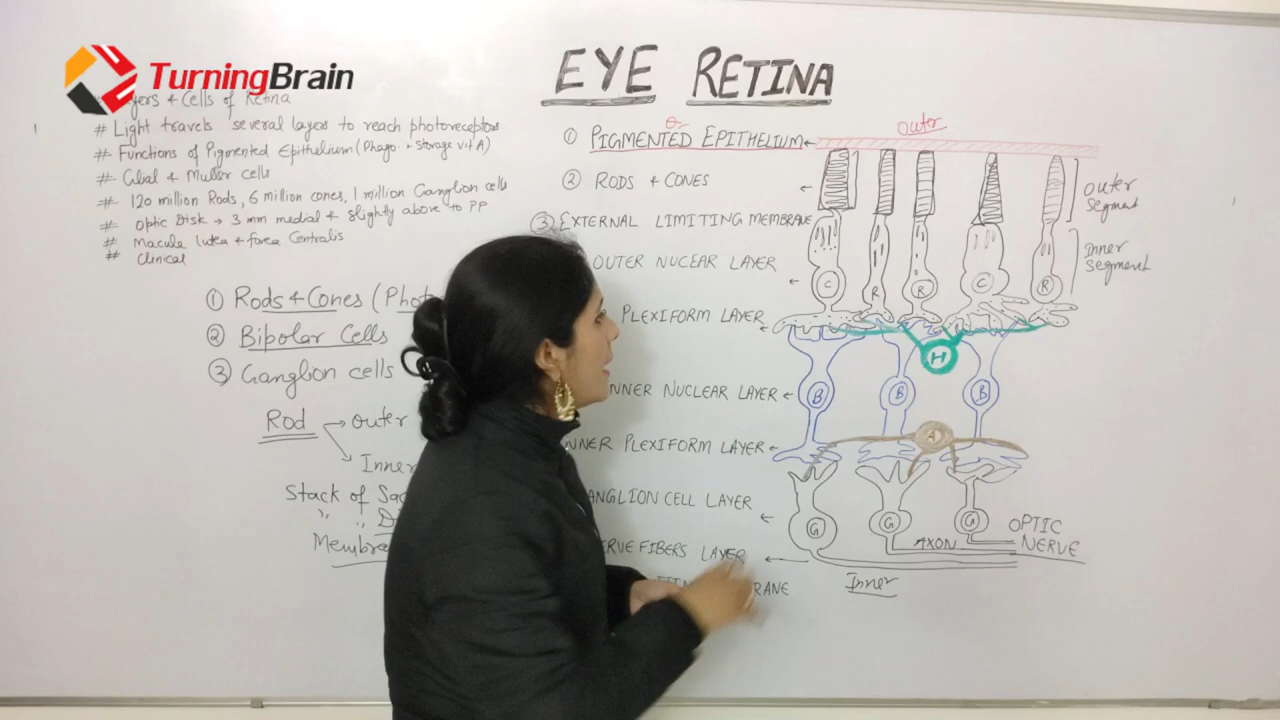 TurningBrain
EYE RETINA
Layers & Cells of Retina
# Light travels several layers to reach photoreceptors
# Functions of Pigmented Epithelium (Phago. + Storage vit A)
# Cilial & Muller cells
# 120 million Rods, 6 million cones, 1 million Ganglion cells
# optic Disk → 3 mm medial & slightly above to PP
# Macula lutea & fovea Centralis
# Clinical
① Rods & Cones (Phot
② Bipolar Cells
③ Ganglion cells
Rod → outer
Inner
Stack of Sac
" " D
Membra
① PIGMENTED EPITHELIUM
② RODS & CONES
③ EXTERNAL LIMITING MEMBRANE
OUTER NUCEAR LAYER
PLEXIFORM LAYER
INNER NUCLEAR LAYER
INNER PLEXIFORM LAYER
GANGLION CELL LAYER
NERVE FIBERS LAYER
RANE
outer
outer
Segment
Inner
Segment
C R R C R
H
B B B
A
G G G
OPTIC
NERVE
AXON
Inner